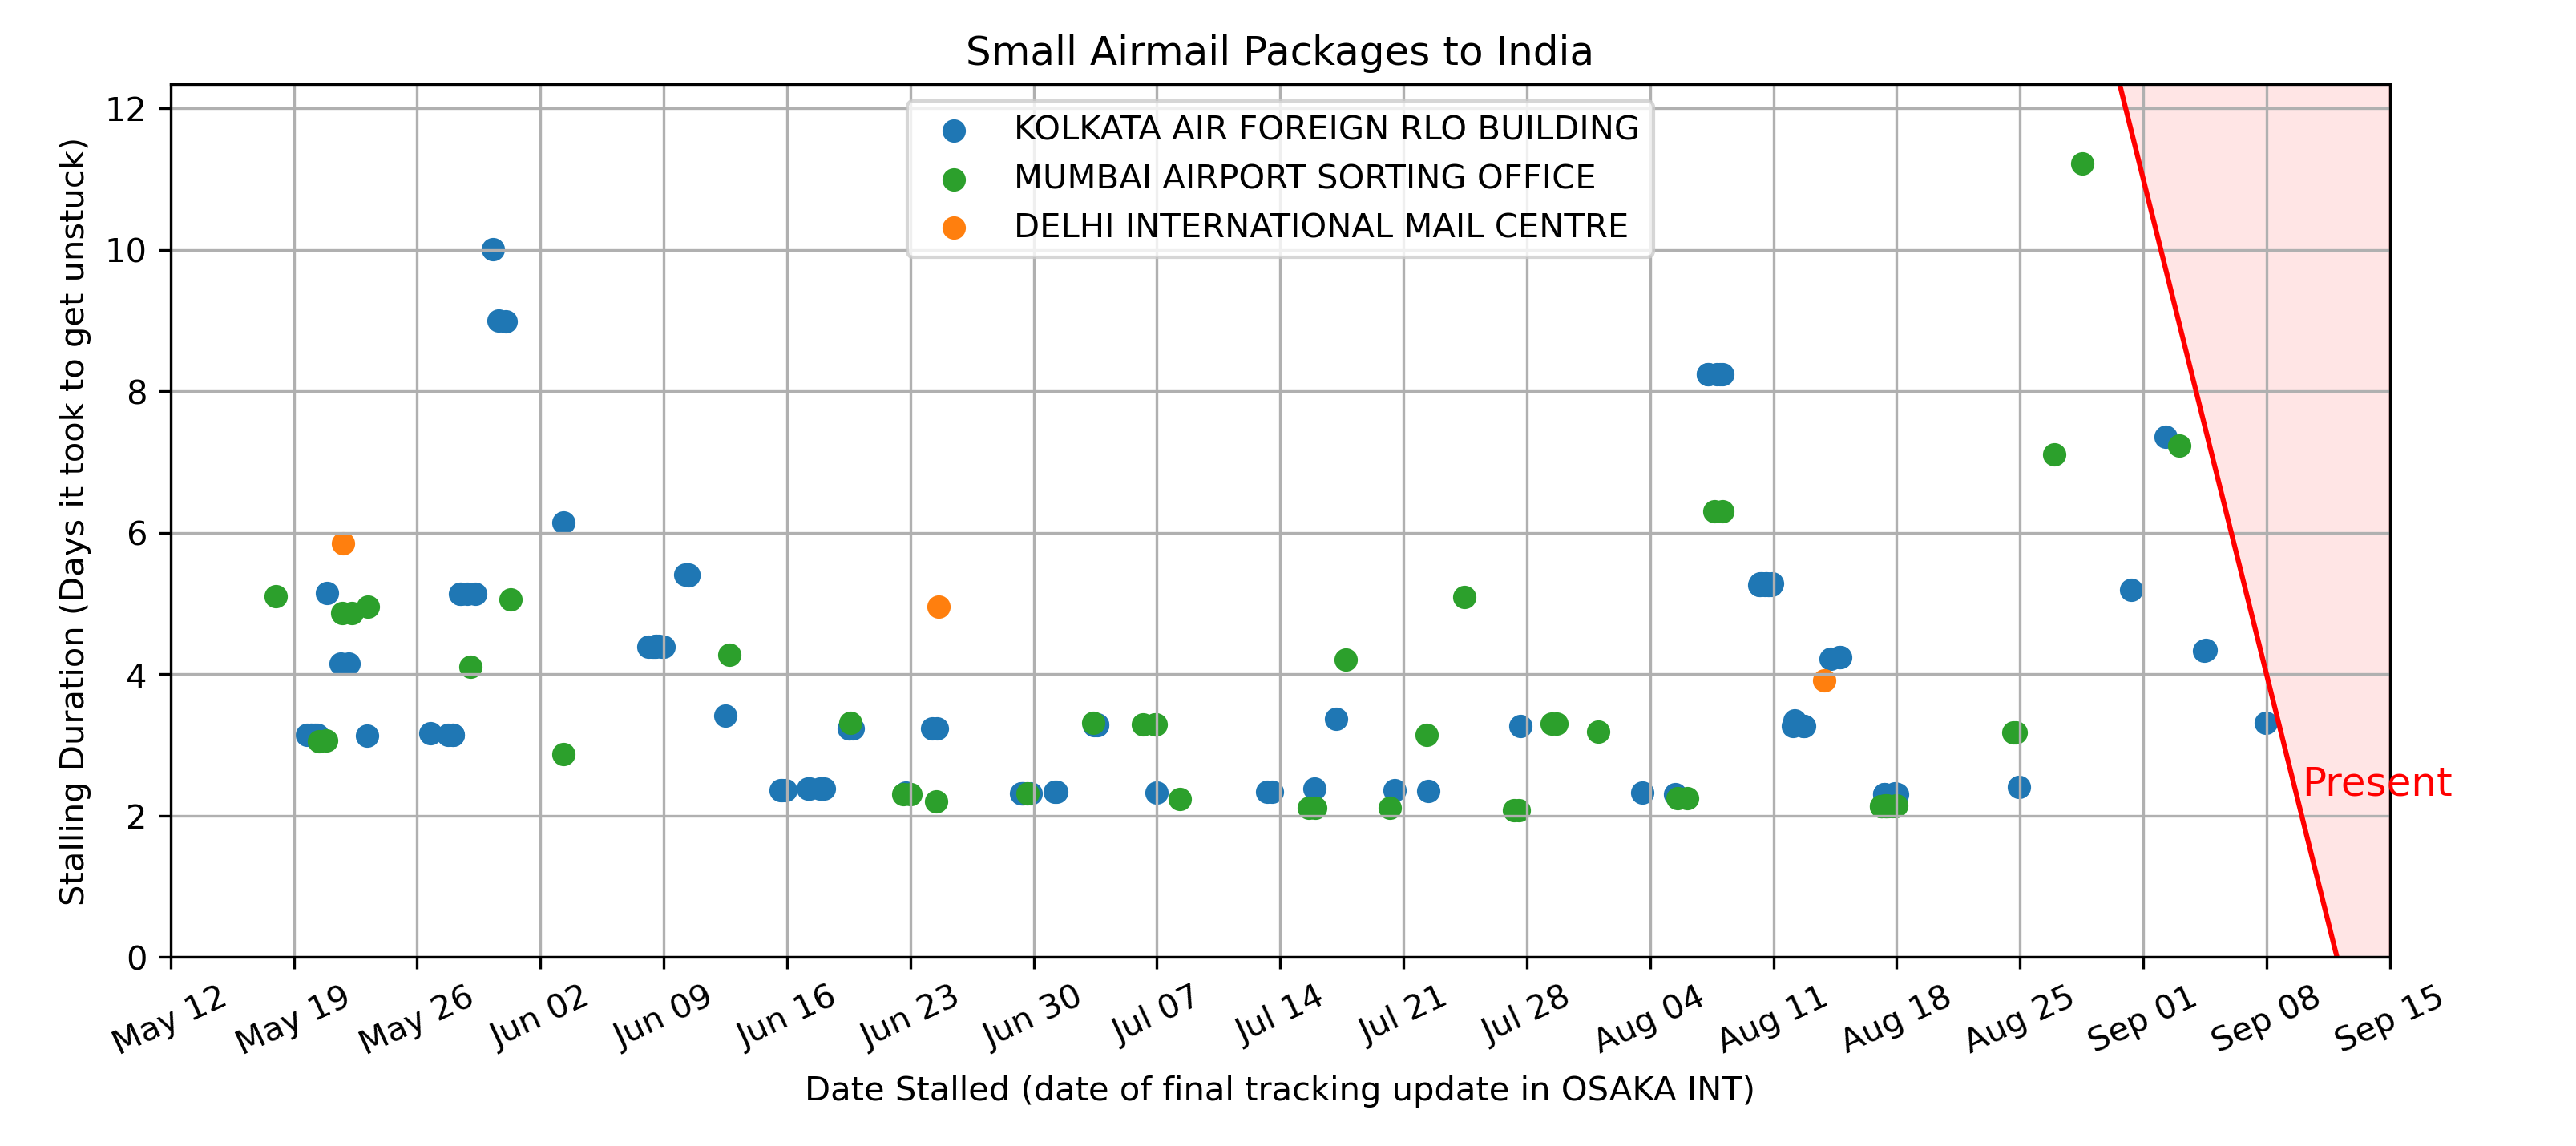 Small Airmail Packages to India
KOLKATA AIR FOREIGN RLO BUILDING
MUMBAI AIRPORT SORTING OFFICE
DELHI INTERNATIONAL MAIL CENTRE
Stalling Duration (Days it took to get unstuck)
12
10
8
6
4
2
0
Present
May 12
May 19
May 26
Jun 02
Jun 09
Jun 16
Jun 23
Jun 30
Jul 07
Jul 14
Jul 21
Jul 28
Aug 04
Aug 11
Aug 18
Aug 25
Sep 01
Sep 08
Sep 15
Date Stalled (date of final tracking update in OSAKA INT)